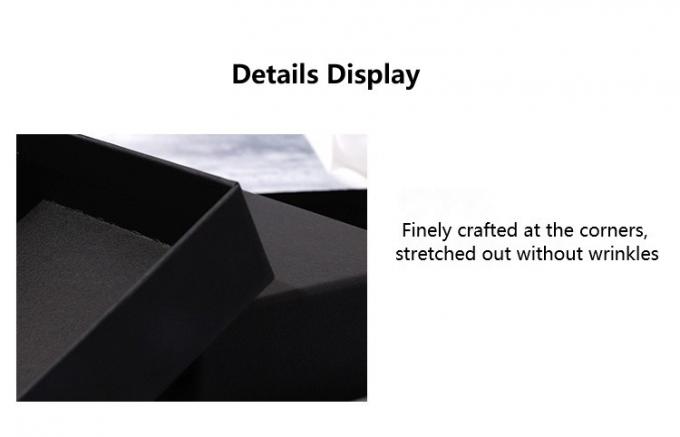 Details Display
Finely crafted at the corners,
stretched out without wrinkles